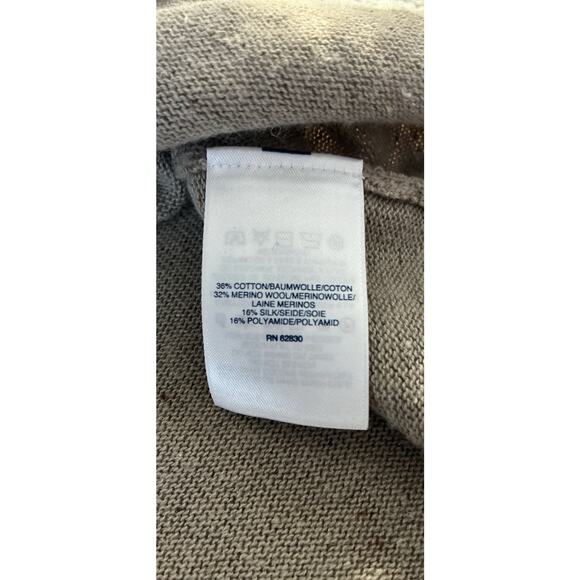 36% COTTON/BAUMWOLLE/COTON
32% MERINO WOOL/MERINOWOLLE/
LAINE MERINOS
16% SILK/SEIDE/SOIE
16% POLYAMIDE/POLYAMID
RN 62830